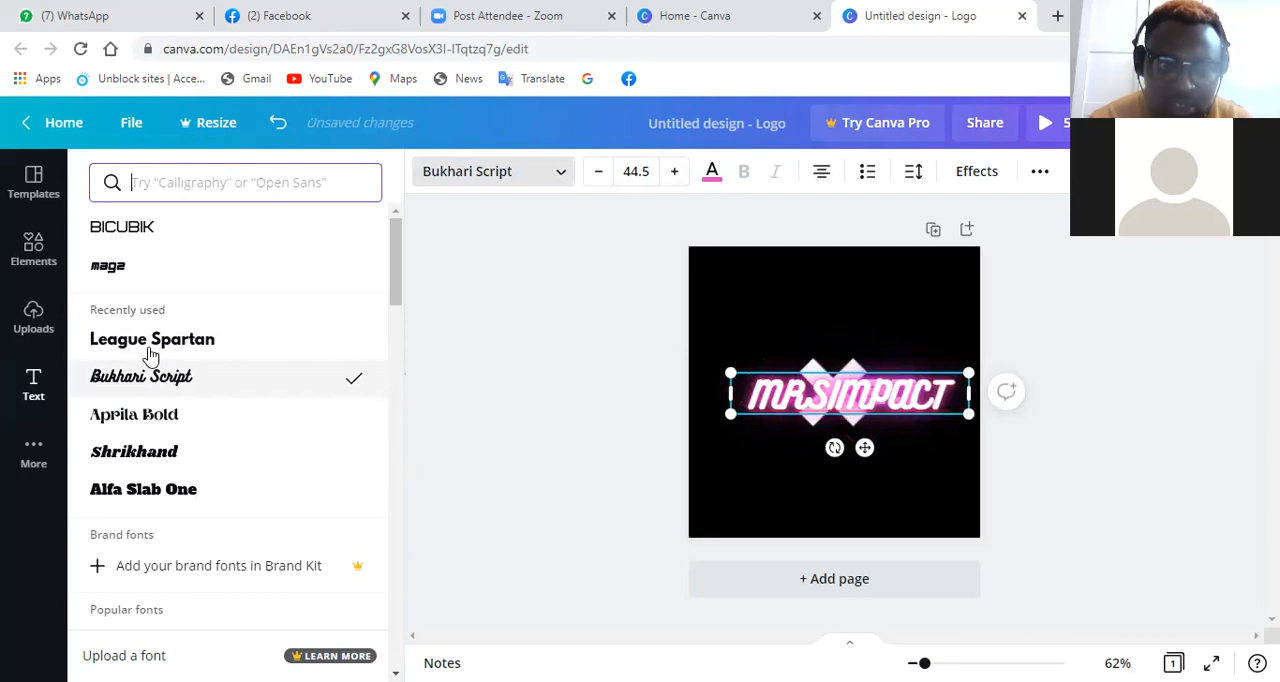 (7) WhatsApp
(2) Facebook
Post Attendee - Zoom
Home - Canva
Untitled design - Logo
canva.com/design/DAEn1gVs2a0/Fz2gxG8VosX3I-ITqtzq7g/edit
Apps
Unblock sites | Acce...
Gmail
YouTube
Maps
News
Translate
Home
File
Resize
Unsaved changes
Untitled design - Logo
Try Canva Pro
Share
5
Templates
Elements
Uploads
Text
More
Try "Calligraphy" or "Open Sans"
BICUBIK
maga
Recently used
League Spartan
Bukhari Script
Aprila Bold
Shrikhand
Alfa Slab One
Brand fonts
Add your brand fonts in Brand Kit
Popular fonts
Upload a font
LEARN MORE
Bukhari Script
44.5
A
B
I
Effects
MRSIMPACT
+ Add page
Notes
62%
1